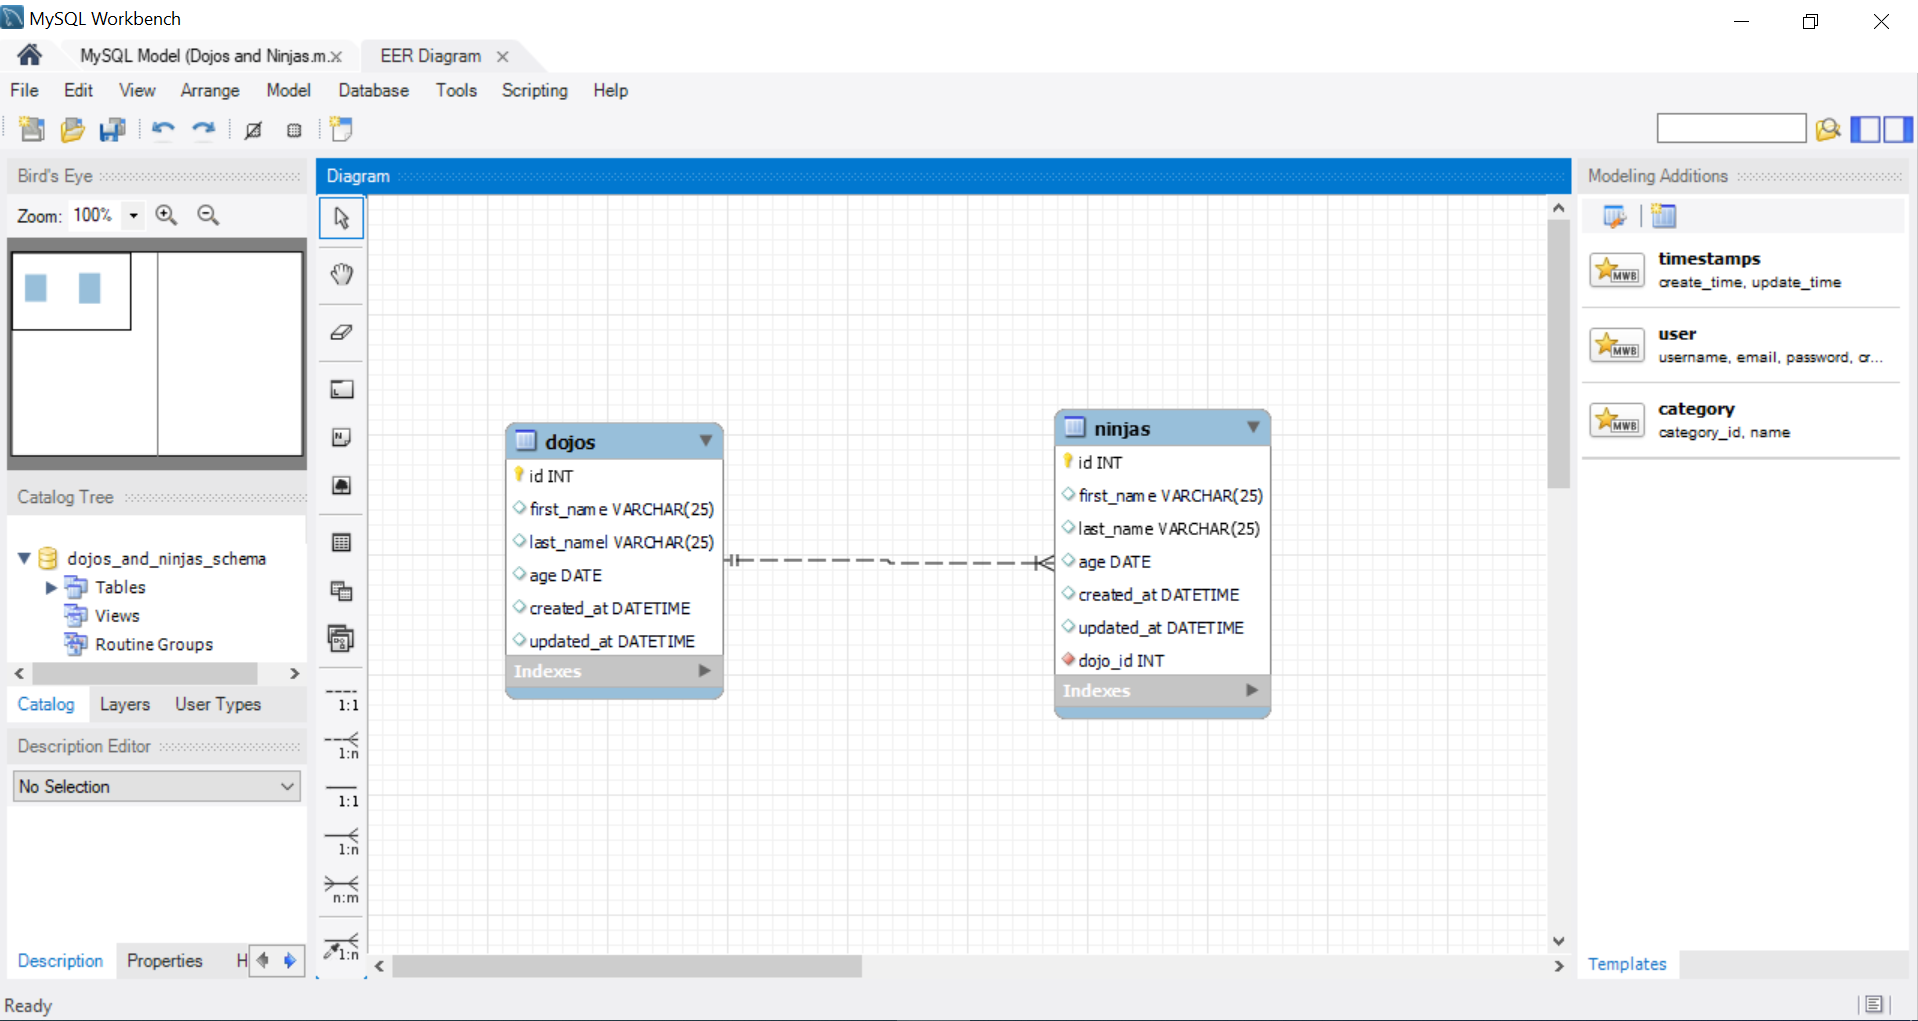 MySQL Workbench
MySQL Model (Dojos and Ninjas.m.x
EER Diagram
File Edit View Arrange Model Database Tools Scripting Help
Bird's Eye
Zoom: 100%
Catalog Tree
dojos_and_ninjas_schema
Tables
Views
Routine Groups
Catalog Layers User Types
Description Editor
No Selection
Description Properties H
Ready
Diagram
1:1
1:n
1:1
1:n
n:m
1:n
dojos
id INT
first_name VARCHAR(25)
last_namel VARCHAR(25)
age DATE
created_at DATETIME
updated_at DATETIME
Indexes
ninjas
id INT
first_name VARCHAR(25)
last_name VARCHAR(25)
age DATE
created_at DATETIME
updated_at DATETIME
dojo_id INT
Indexes
Modeling Additions
MWB
timestamps
create_time, update_time
MWB
user
username, email, password, cr...
MWB
category
category_id, name
Templates